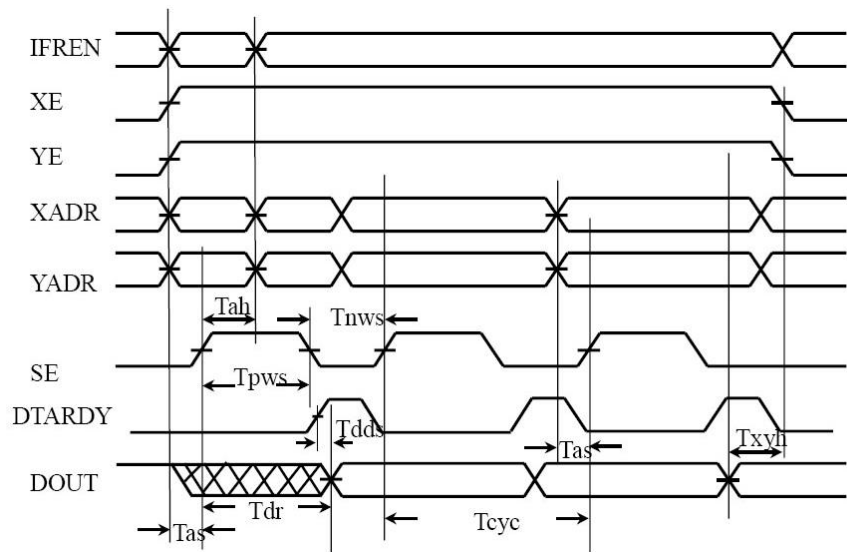 IFREN
XE
YE
XADR
YADR
Tah
Tnws
SE
Tpws
DTARDY
Tdds
Tas
Txyh
DOUT
Tas
Tdr
Tcyc